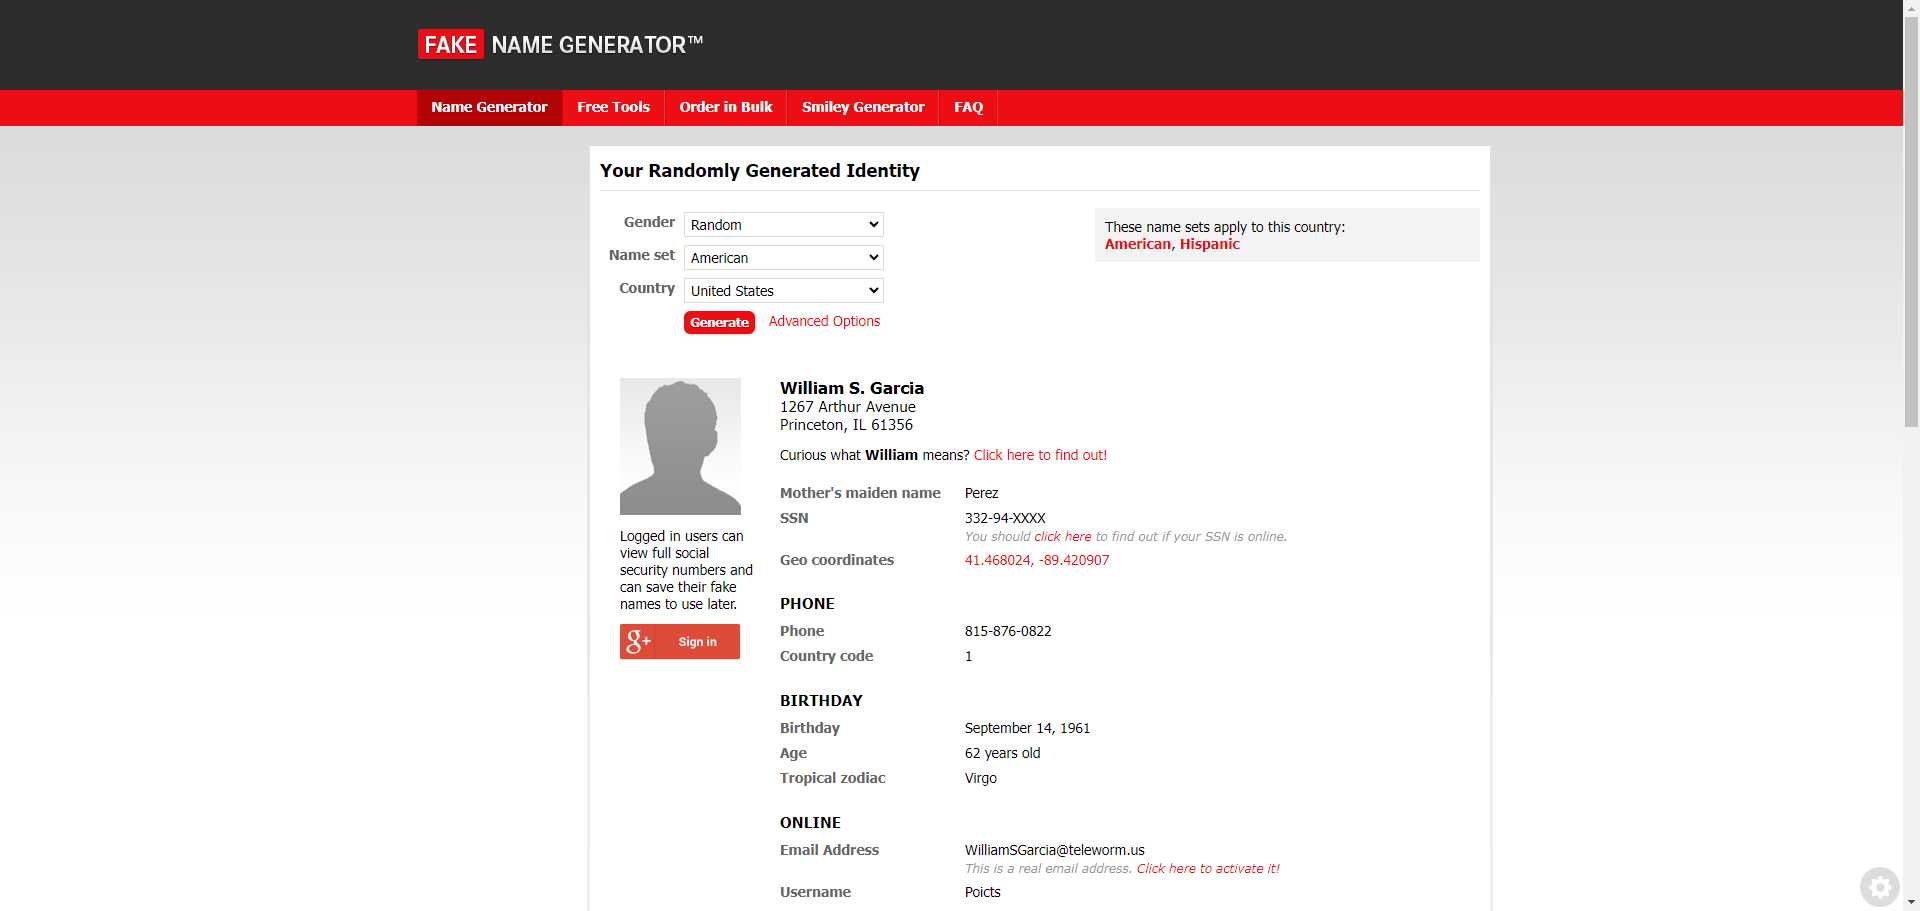 FAKE NAME GENERATOR™
Name Generator Free Tools Order in Bulk Smiley Generator FAQ
Your Randomly Generated Identity
Gender Random
Name set American
Country United States
Generate Advanced Options
These name sets apply to this country:
American, Hispanic
William S. Garcia
1267 Arthur Avenue
Princeton, IL 61356
Curious what William means? Click here to find out!
Logged in users can
view full social
security numbers and
can save their fake
names to use later.
g+ Sign in
Mother's maiden name Perez
SSN 332-94-XXXX
You should click here to find out if your SSN is online.
Geo coordinates 41.468024, -89.420907
PHONE
Phone 815-876-0822
Country code 1
BIRTHDAY
Birthday September 14, 1961
Age 62 years old
Tropical zodiac Virgo
ONLINE
Email Address WilliamSGarcia@teleworm.us
This is a real email address. Click here to activate it!
Username Poicts